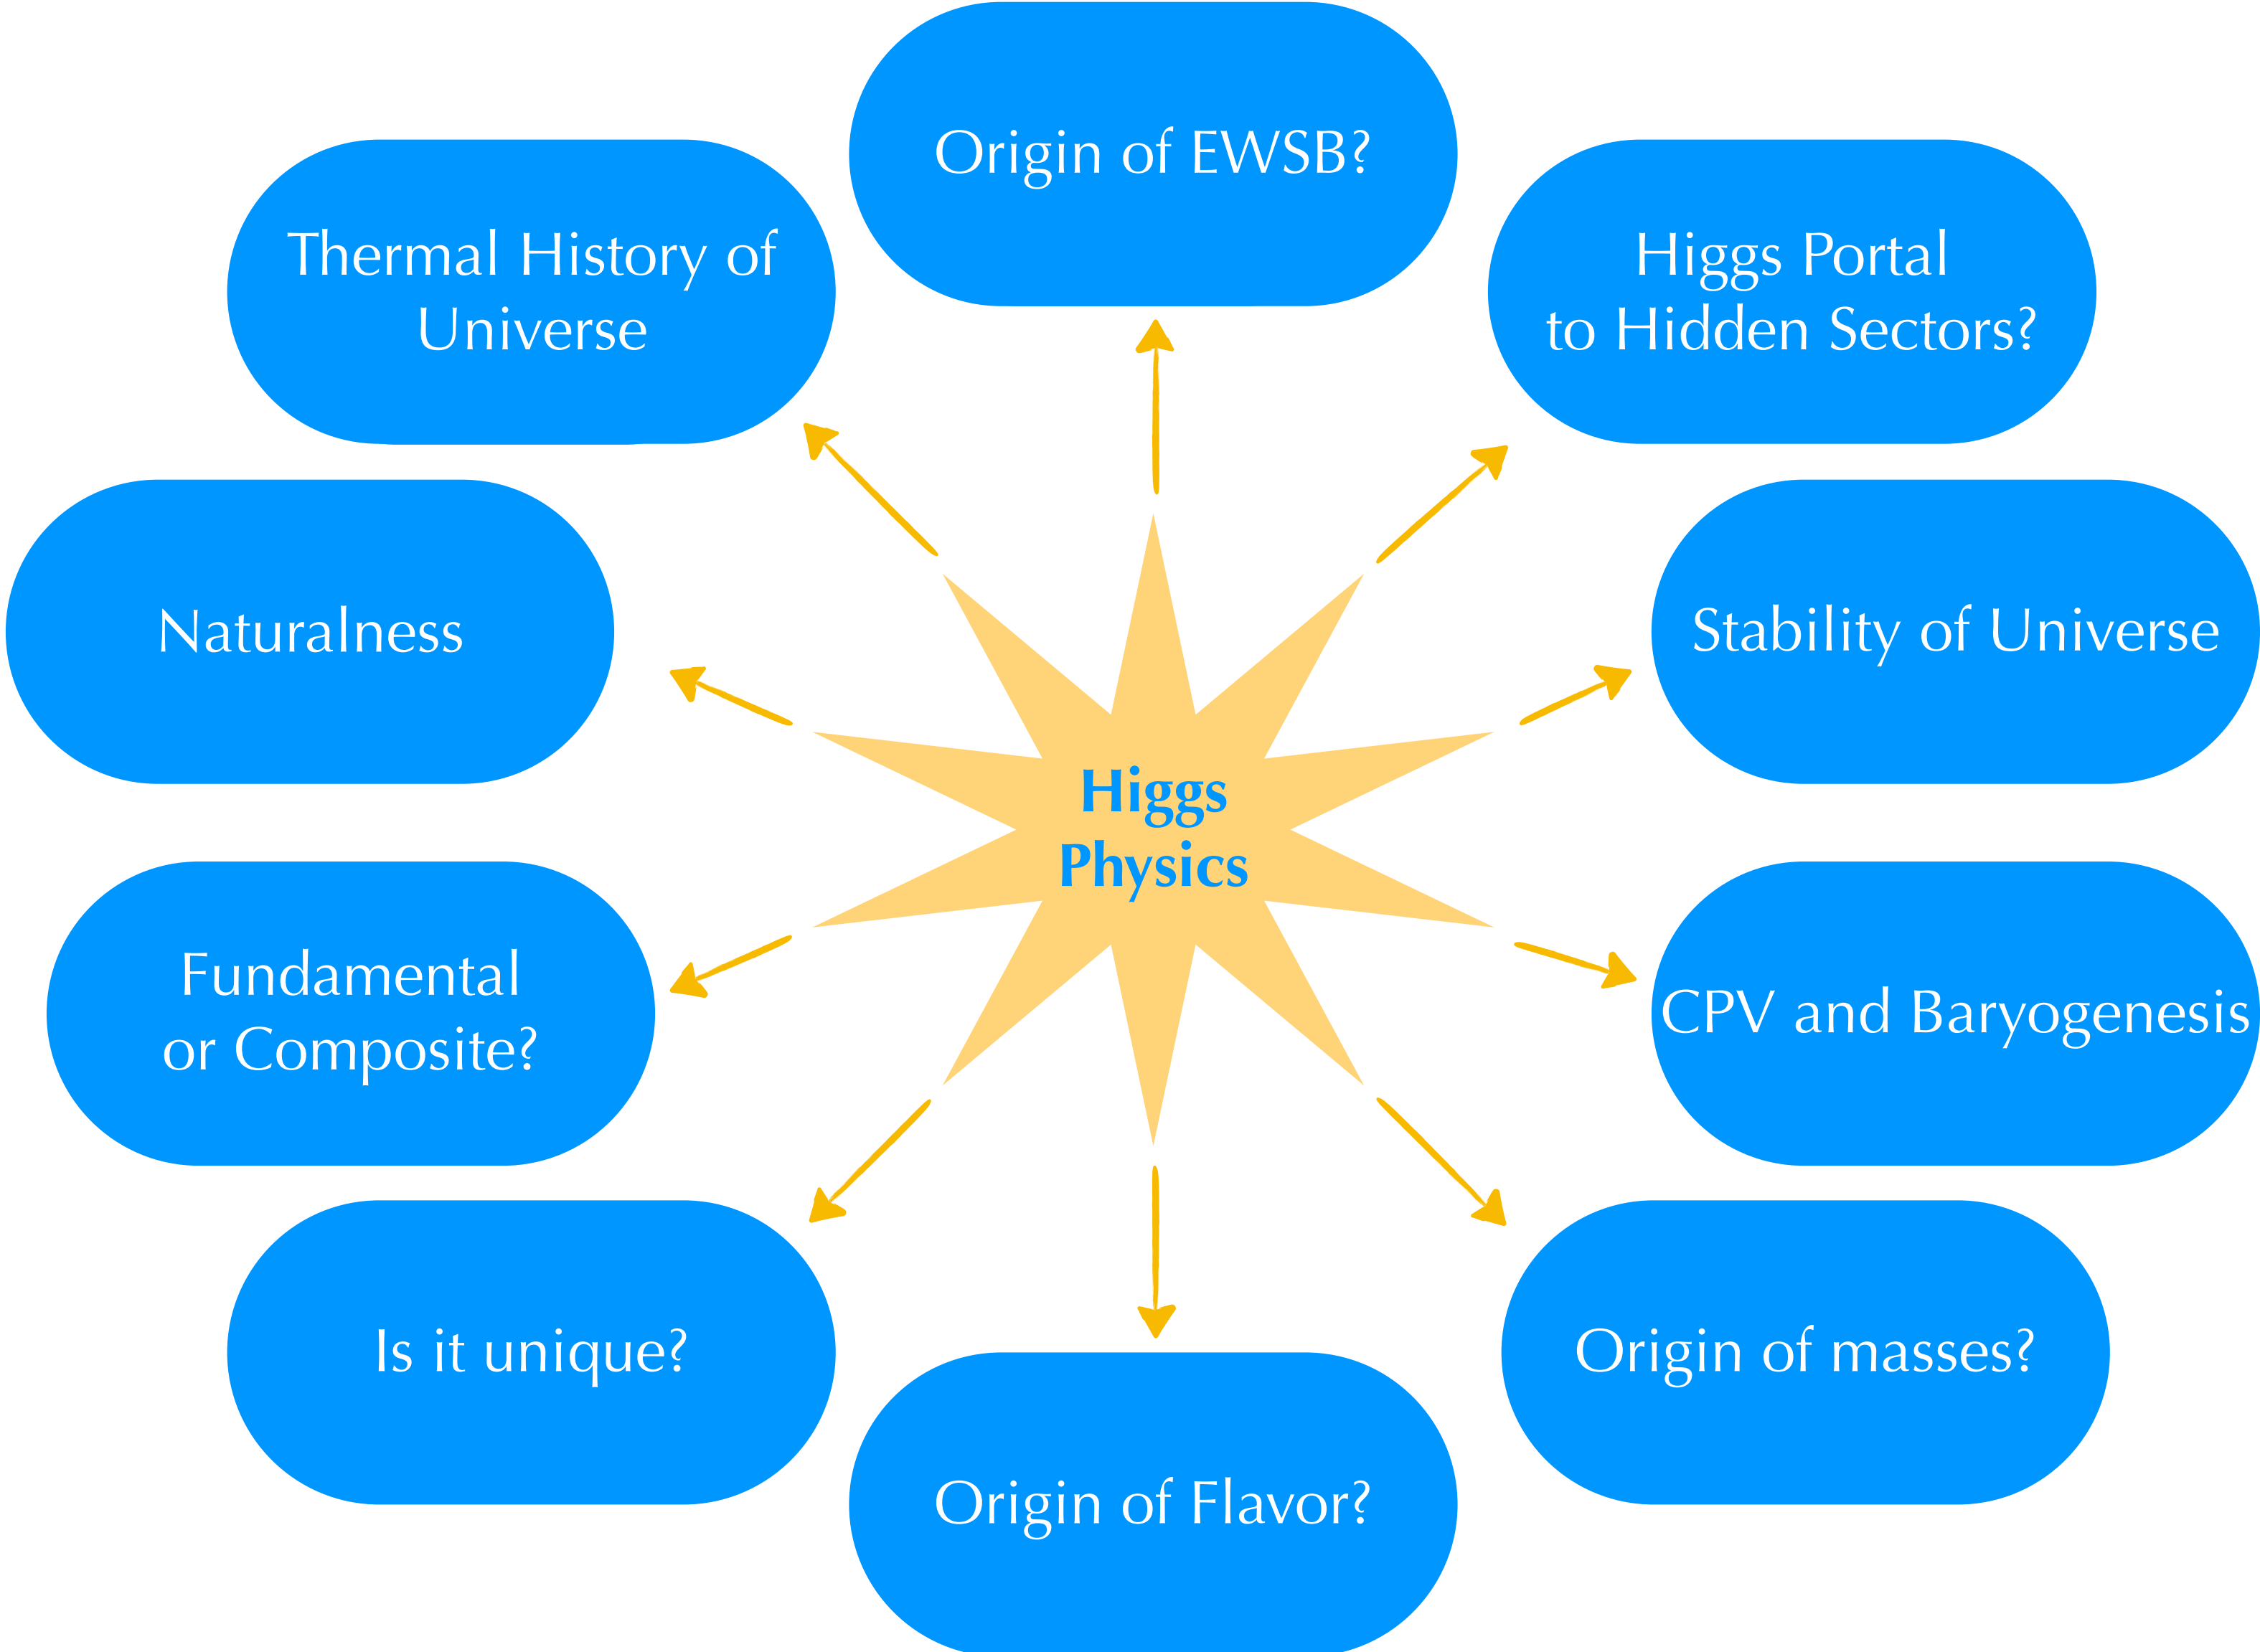 Origin of EWSB?
Thermal History of
Universe
Higgs Portal
to Hidden Sectors?
Naturalness
Stability of Universe
Higgs
Physics
Fundamental
or Composite?
CPV and Baryogenesis
Is it unique?
Origin of masses?
Origin of Flavor?